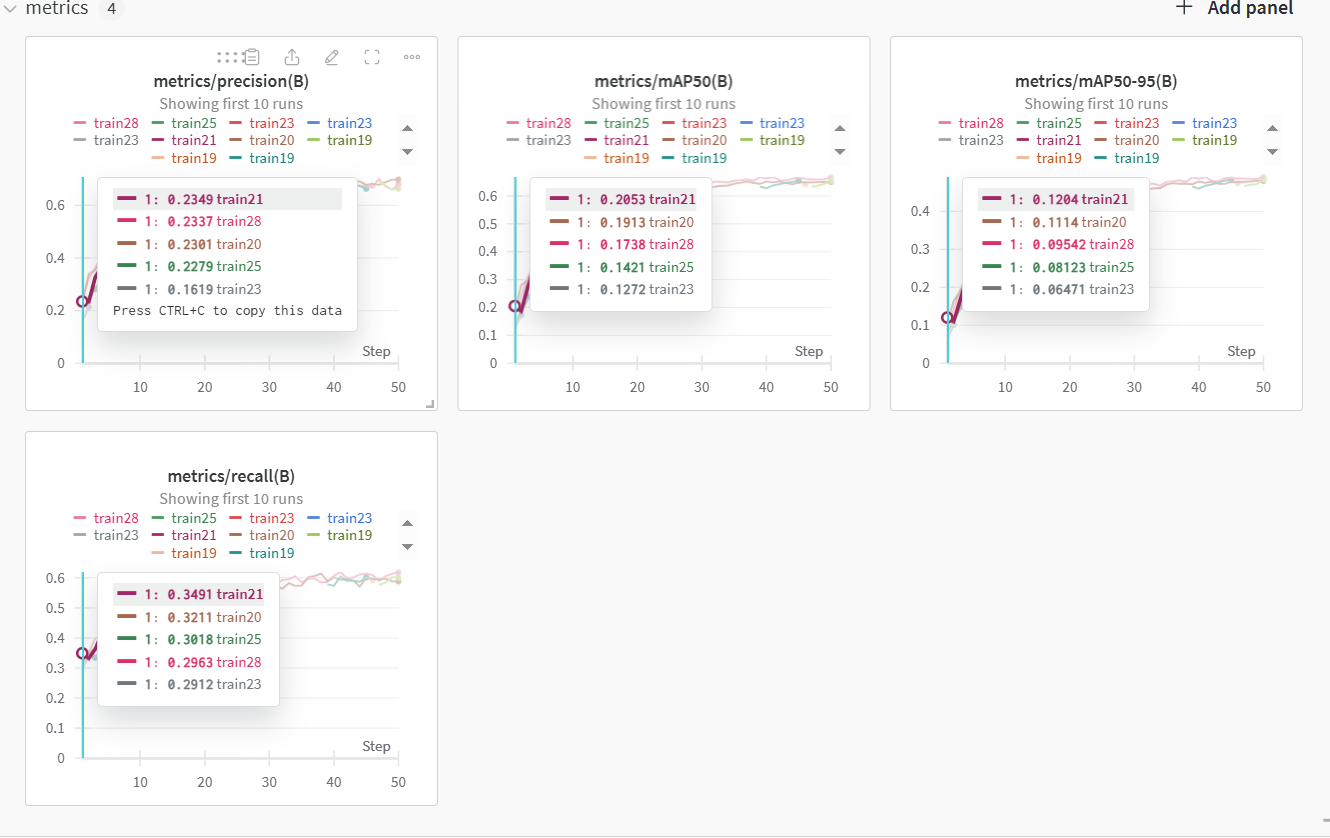 metrics 4
Add panel
metrics/precision(B)
Showing first 10 runs
train28 train25 train23 train23
train23 train21 train20 train19
train19 train19
1: 0.2349 train21
1: 0.2337 train28
1: 0.2301 train20
1: 0.2279 train25
1: 0.1619 train23
Press CTRL+C to copy this data
0.6
0.4
0.2
0
Step
10 20 30 40 50
metrics/mAP50(B)
Showing first 10 runs
train28 train25 train23 train23
train23 train21 train20 train19
train19 train19
1: 0.2053 train21
1: 0.1913 train20
1: 0.1738 train28
1: 0.1421 train25
1: 0.1272 train23
0.6
0.5
0.4
0.3
0.2
0.1
0
Step
10 20 30 40 50
metrics/mAP50-95(B)
Showing first 10 runs
train28 train25 train23 train23
train23 train21 train20 train19
train19 train19
1: 0.1204 train21
1: 0.1114 train20
1: 0.09542 train28
1: 0.08123 train25
1: 0.06471 train23
0.4
0.3
0.2
0.1
0
Step
10 20 30 40 50
metrics/recall(B)
Showing first 10 runs
train28 train25 train23 train23
train23 train21 train20 train19
train19 train19
1: 0.3491 train21
1: 0.3211 train20
1: 0.3018 train25
1: 0.2963 train28
1: 0.2912 train23
0.6
0.5
0.4
0.3
0.2
0.1
0
Step
10 20 30 40 50